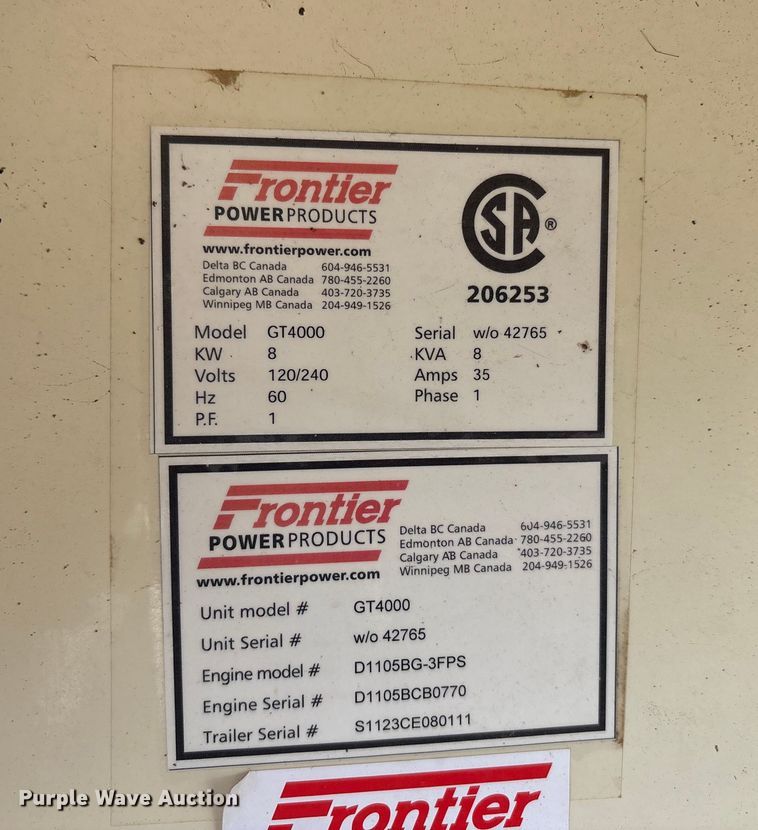 Frontier
POWER PRODUCTS
www.frontierpower.com
Delta BC Canada 604-946-5531
Edmonton AB Canada 780-455-2260
Calgary AB Canada 403-720-3735
Winnipeg MB Canada 204-949-1526
CSA ®
206253
Model GT4000 Serial w/o 42765
KW 8 KVA 8
Volts 120/240 Amps 35
Hz 60 Phase 1
P.F. 1
Frontier
POWER PRODUCTS
www.frontierpower.com
Delta BC Canada 604-946-5531
Edmonton AB Canada 780-455-2260
Calgary AB Canada 403-720-3735
Winnipeg MB Canada 204-949-1526
Unit model # GT4000
Unit Serial # w/o 42765
Engine model # D1105BG-3FPS
Engine Serial # D1105BCB0770
Trailer Serial # S1123CE080111
Frontier
Purple Wave Auction